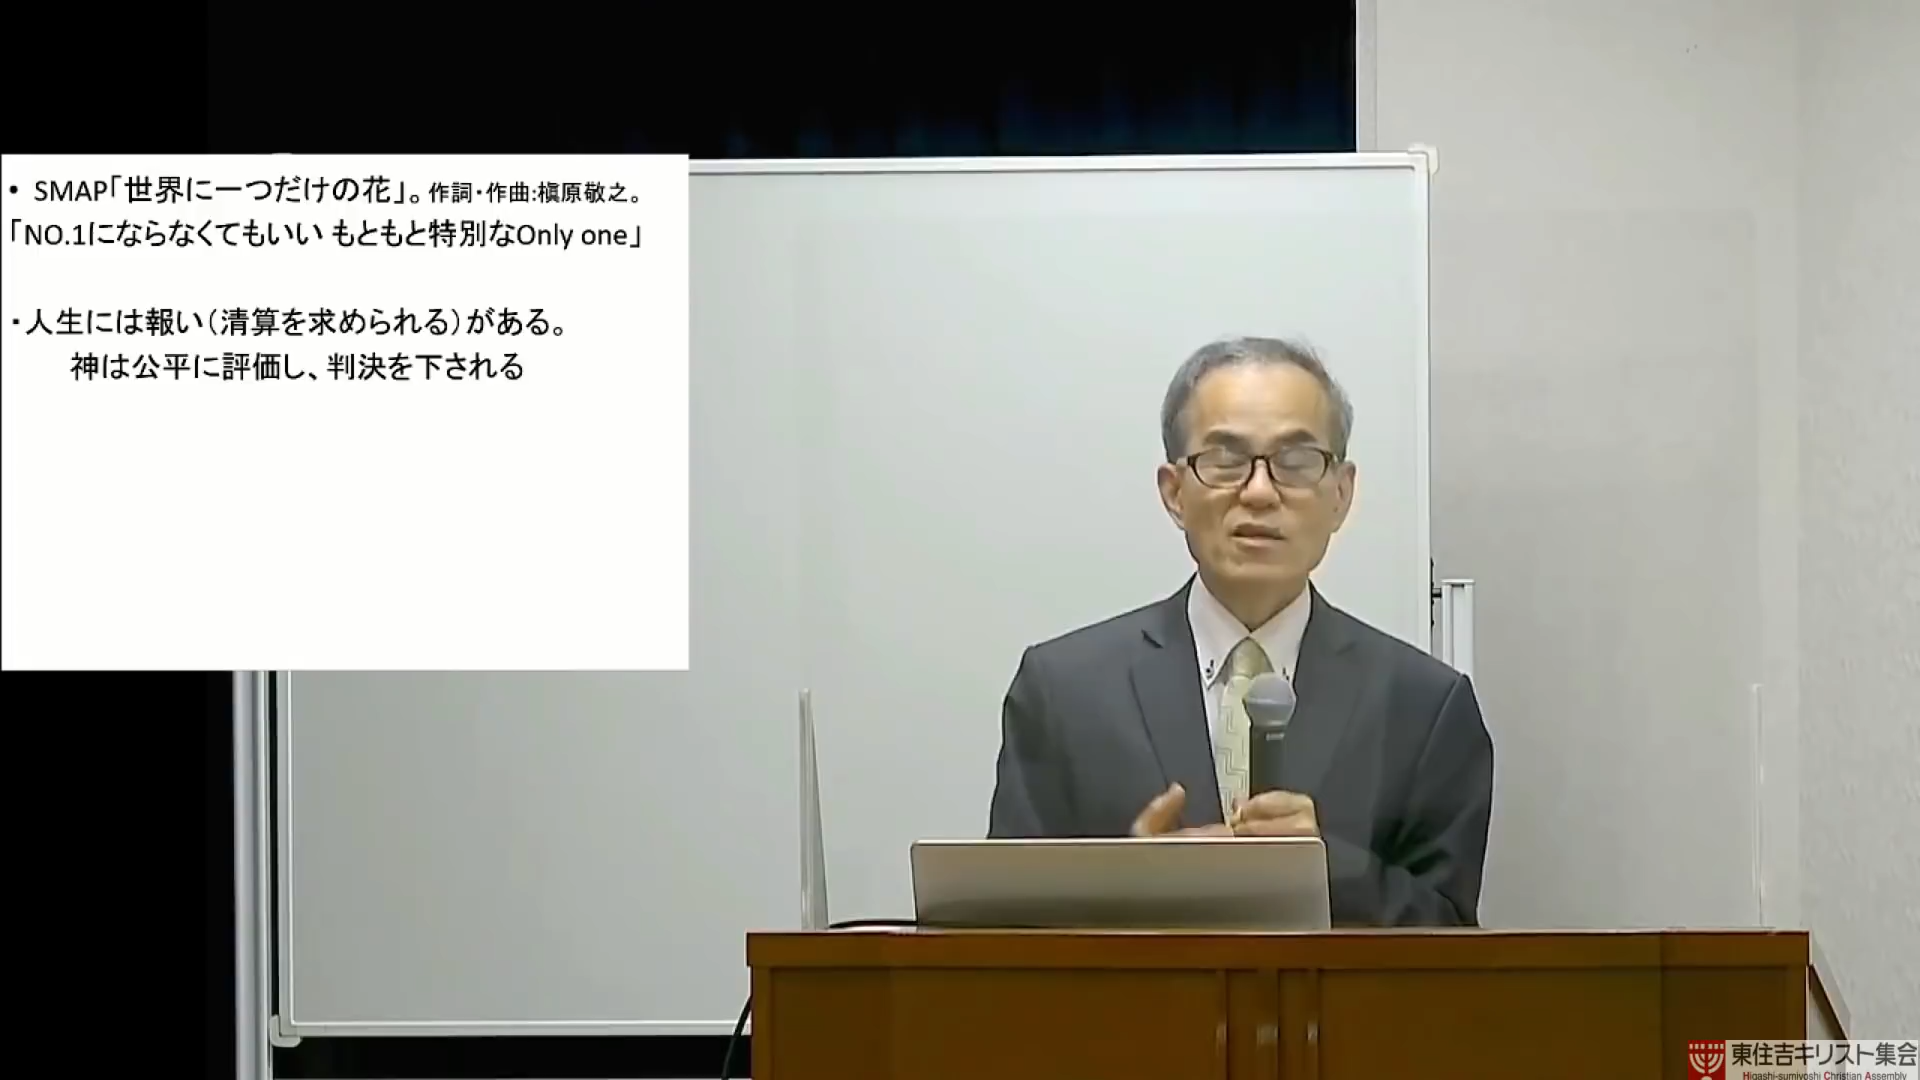 • SMAP「世界に一つだけの花」。作詞・作曲:槇原敬之。
「NO.1にならなくてもいい もともと特別なOnly one」
・人生には報い（清算を求められる）がある。
神は公平に評価し、判決を下される
東住吉キリスト集会
Higashi-sumiyoshi Christian Assembly